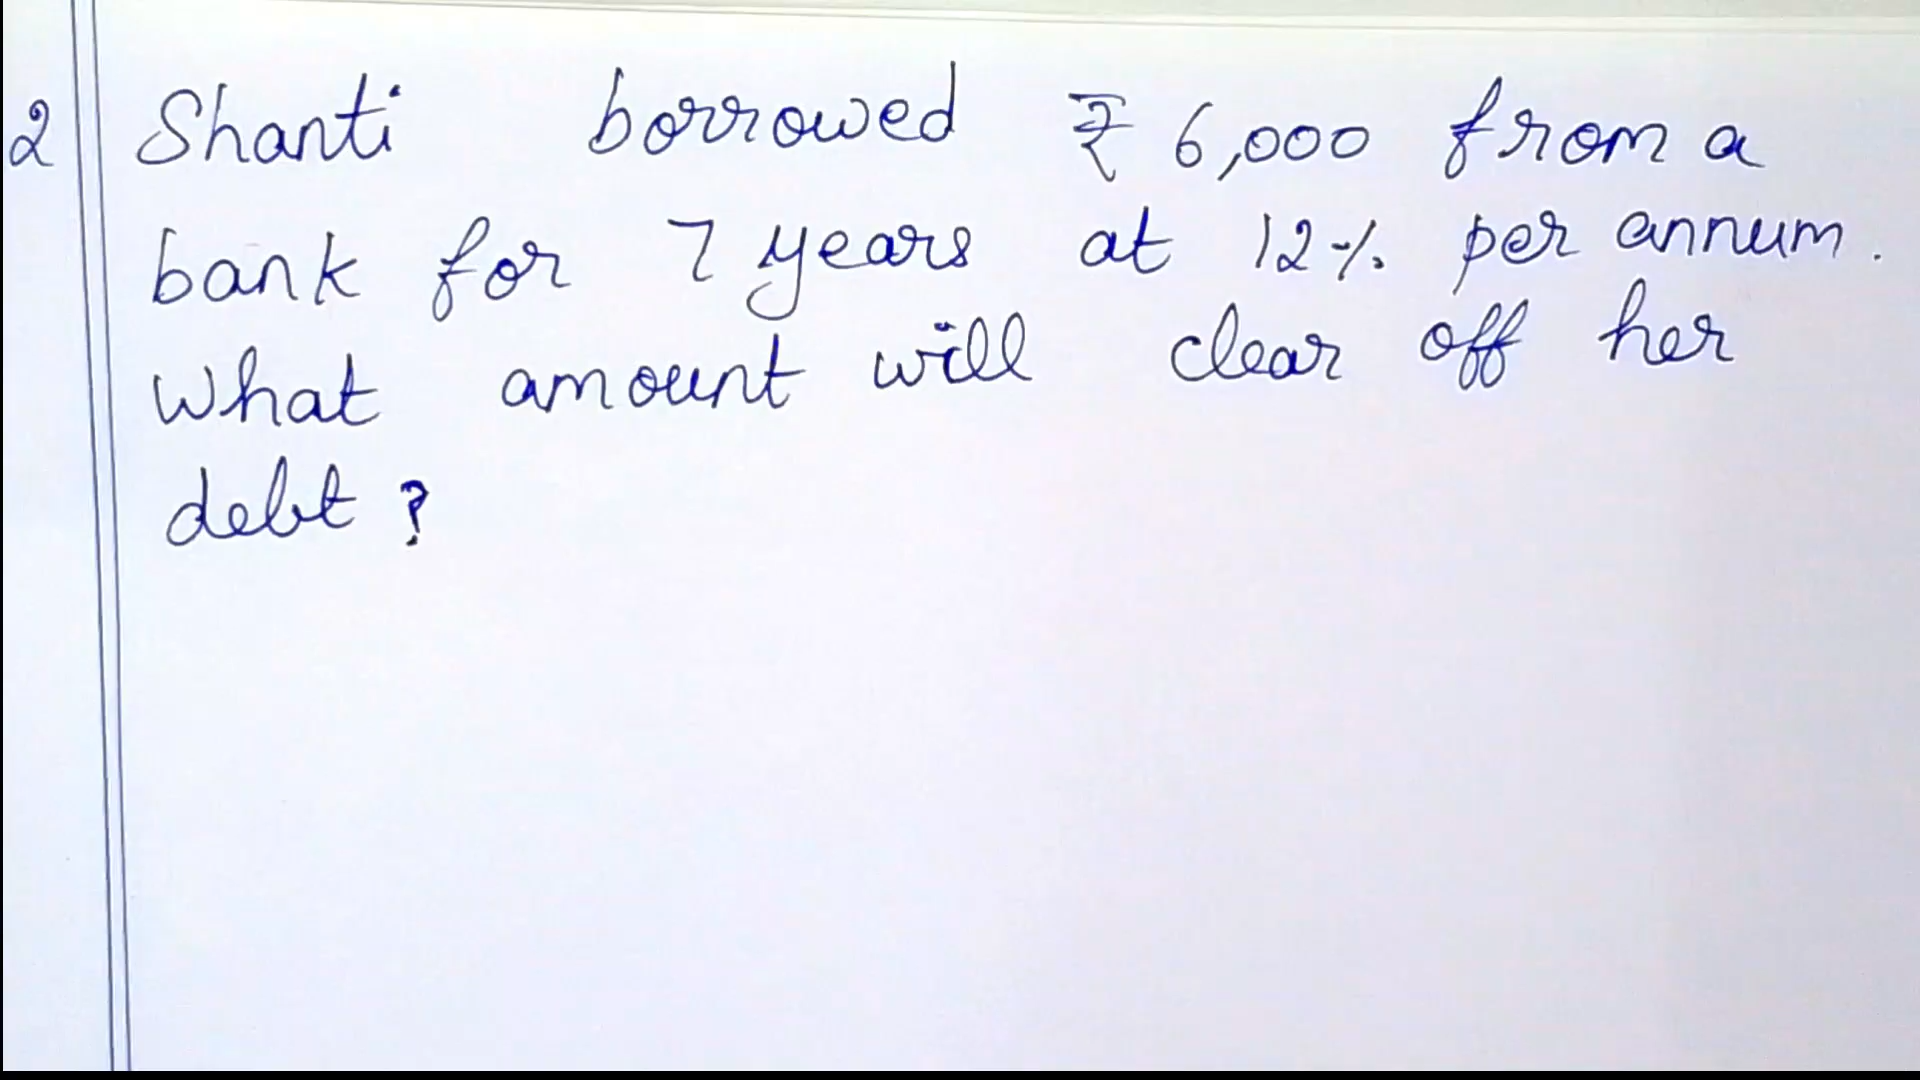 2 Shanti borrowed ₹ 6,000 from a
bank for 7 years at 12% per annum.
What amount will clear off her
debt?